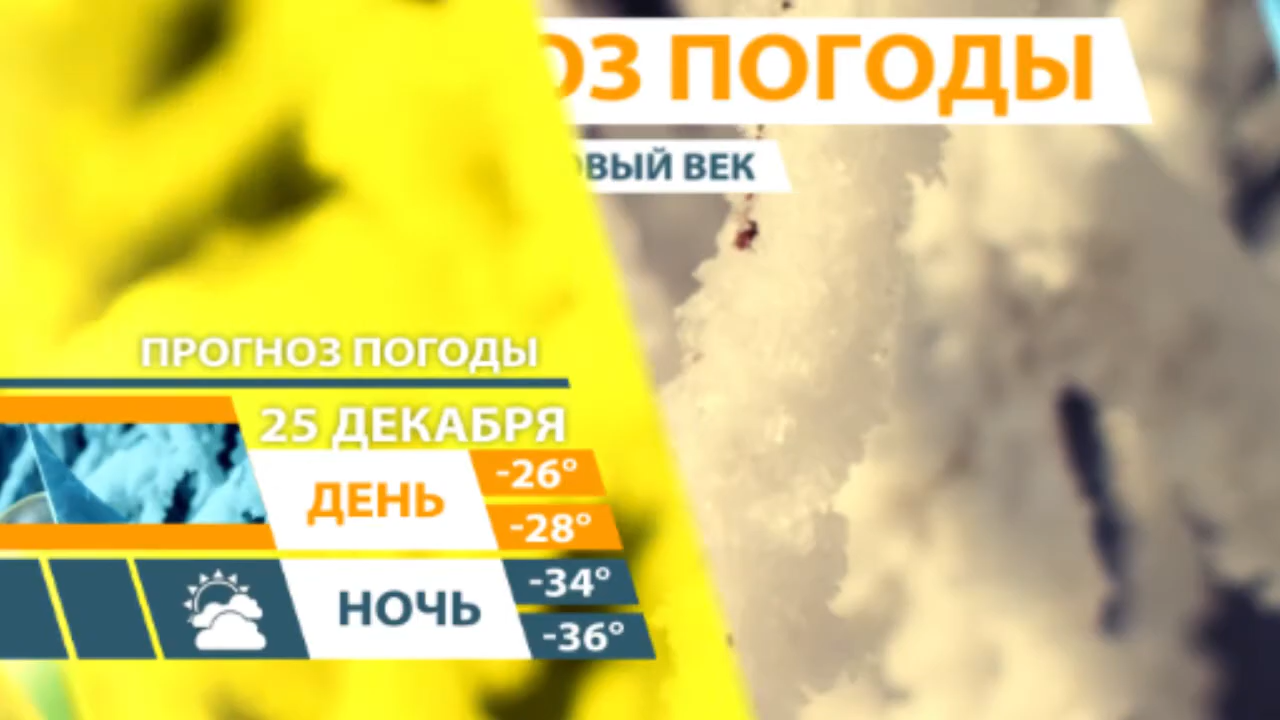 ОЗ ПОГОДЫ
ОВЫЙ ВЕК
ПРОГНОЗ ПОГОДЫ
25 ДЕКАБРЯ
ДЕНЬ
-26°
-28°
НОЧЬ
-34°
-36°